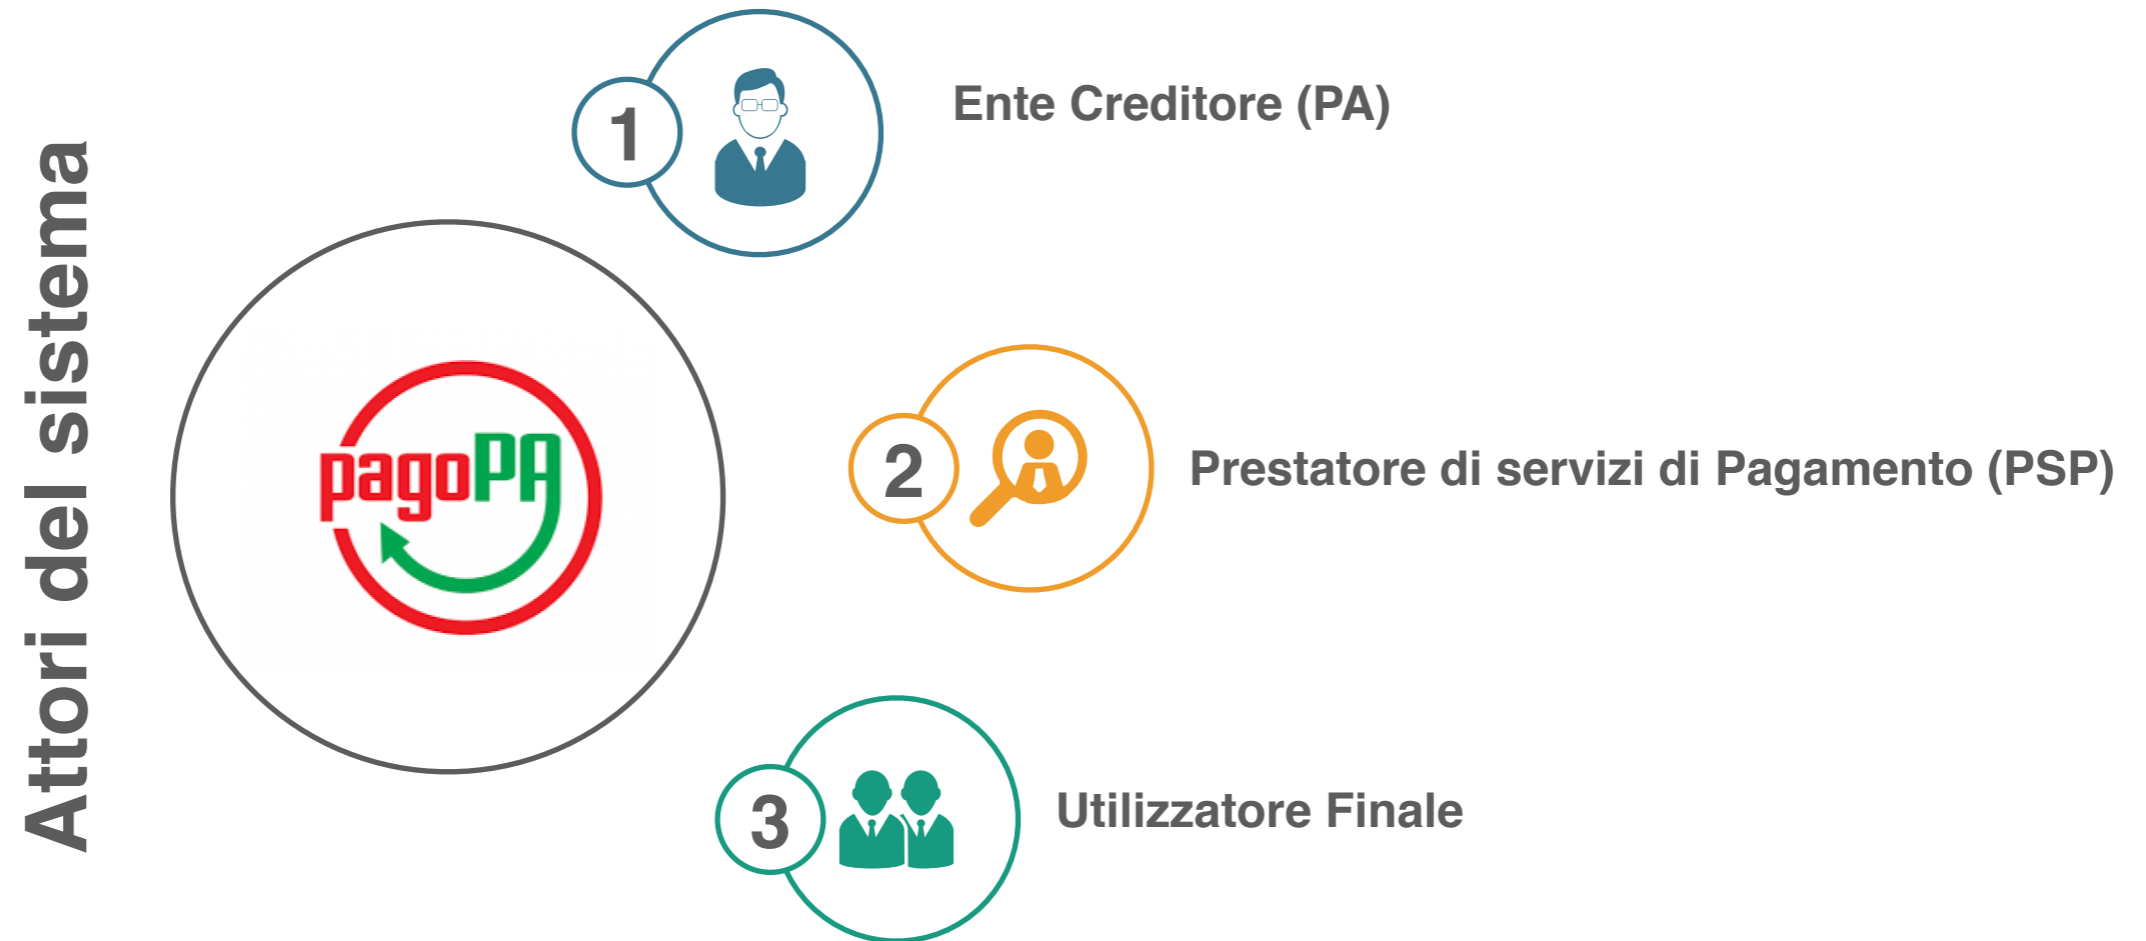 Attori del sistema
pagoPA
1
Ente Creditore (PA)
2
Prestatore di servizi di Pagamento (PSP)
3
Utilizzatore Finale